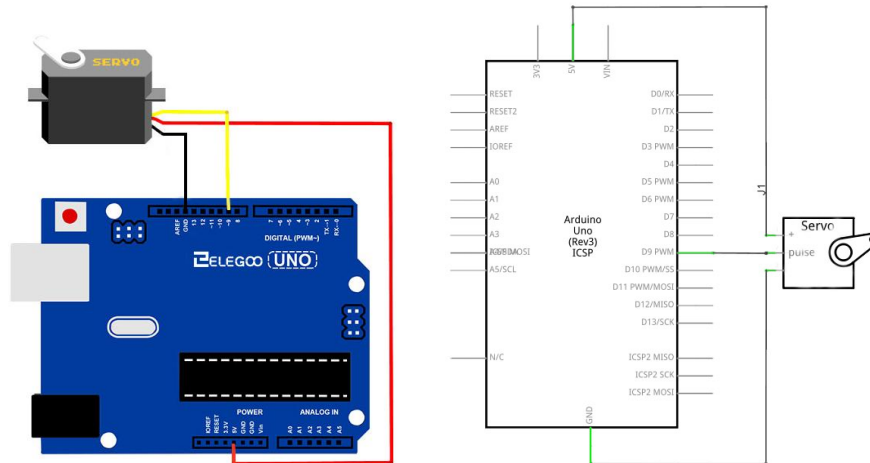 SERVO
AREF
GND
13
12
~11
~10
~9
8
7
~6
~5
4
~3
2
TX→1
RX←0
DIGITAL (PWM~)
ELEGOO UNO
POWER
ANALOG IN
IOREF
RESET
3.3V
5V
GND
GND
Vin
A0
A1
A2
A3
A4
A5
3V3
5V
VIN
RESET
RESET2
AREF
IOREF
A0
A1
A2
A3
A5/SCL
N/C
Arduino
Uno
(Rev3)
ICSP
D0/RX
D1/TX
D2
D3 PWM
D4
D5 PWM
D6 PWM
D7
D8
D9 PWM
D10 PWM/SS
D11 PWM/MOSI
D12/MISO
D13/SCK
ICSP2 MISO
ICSP2 SCK
ICSP2 MOSI
GND
J1
Servo
+
pulse
-